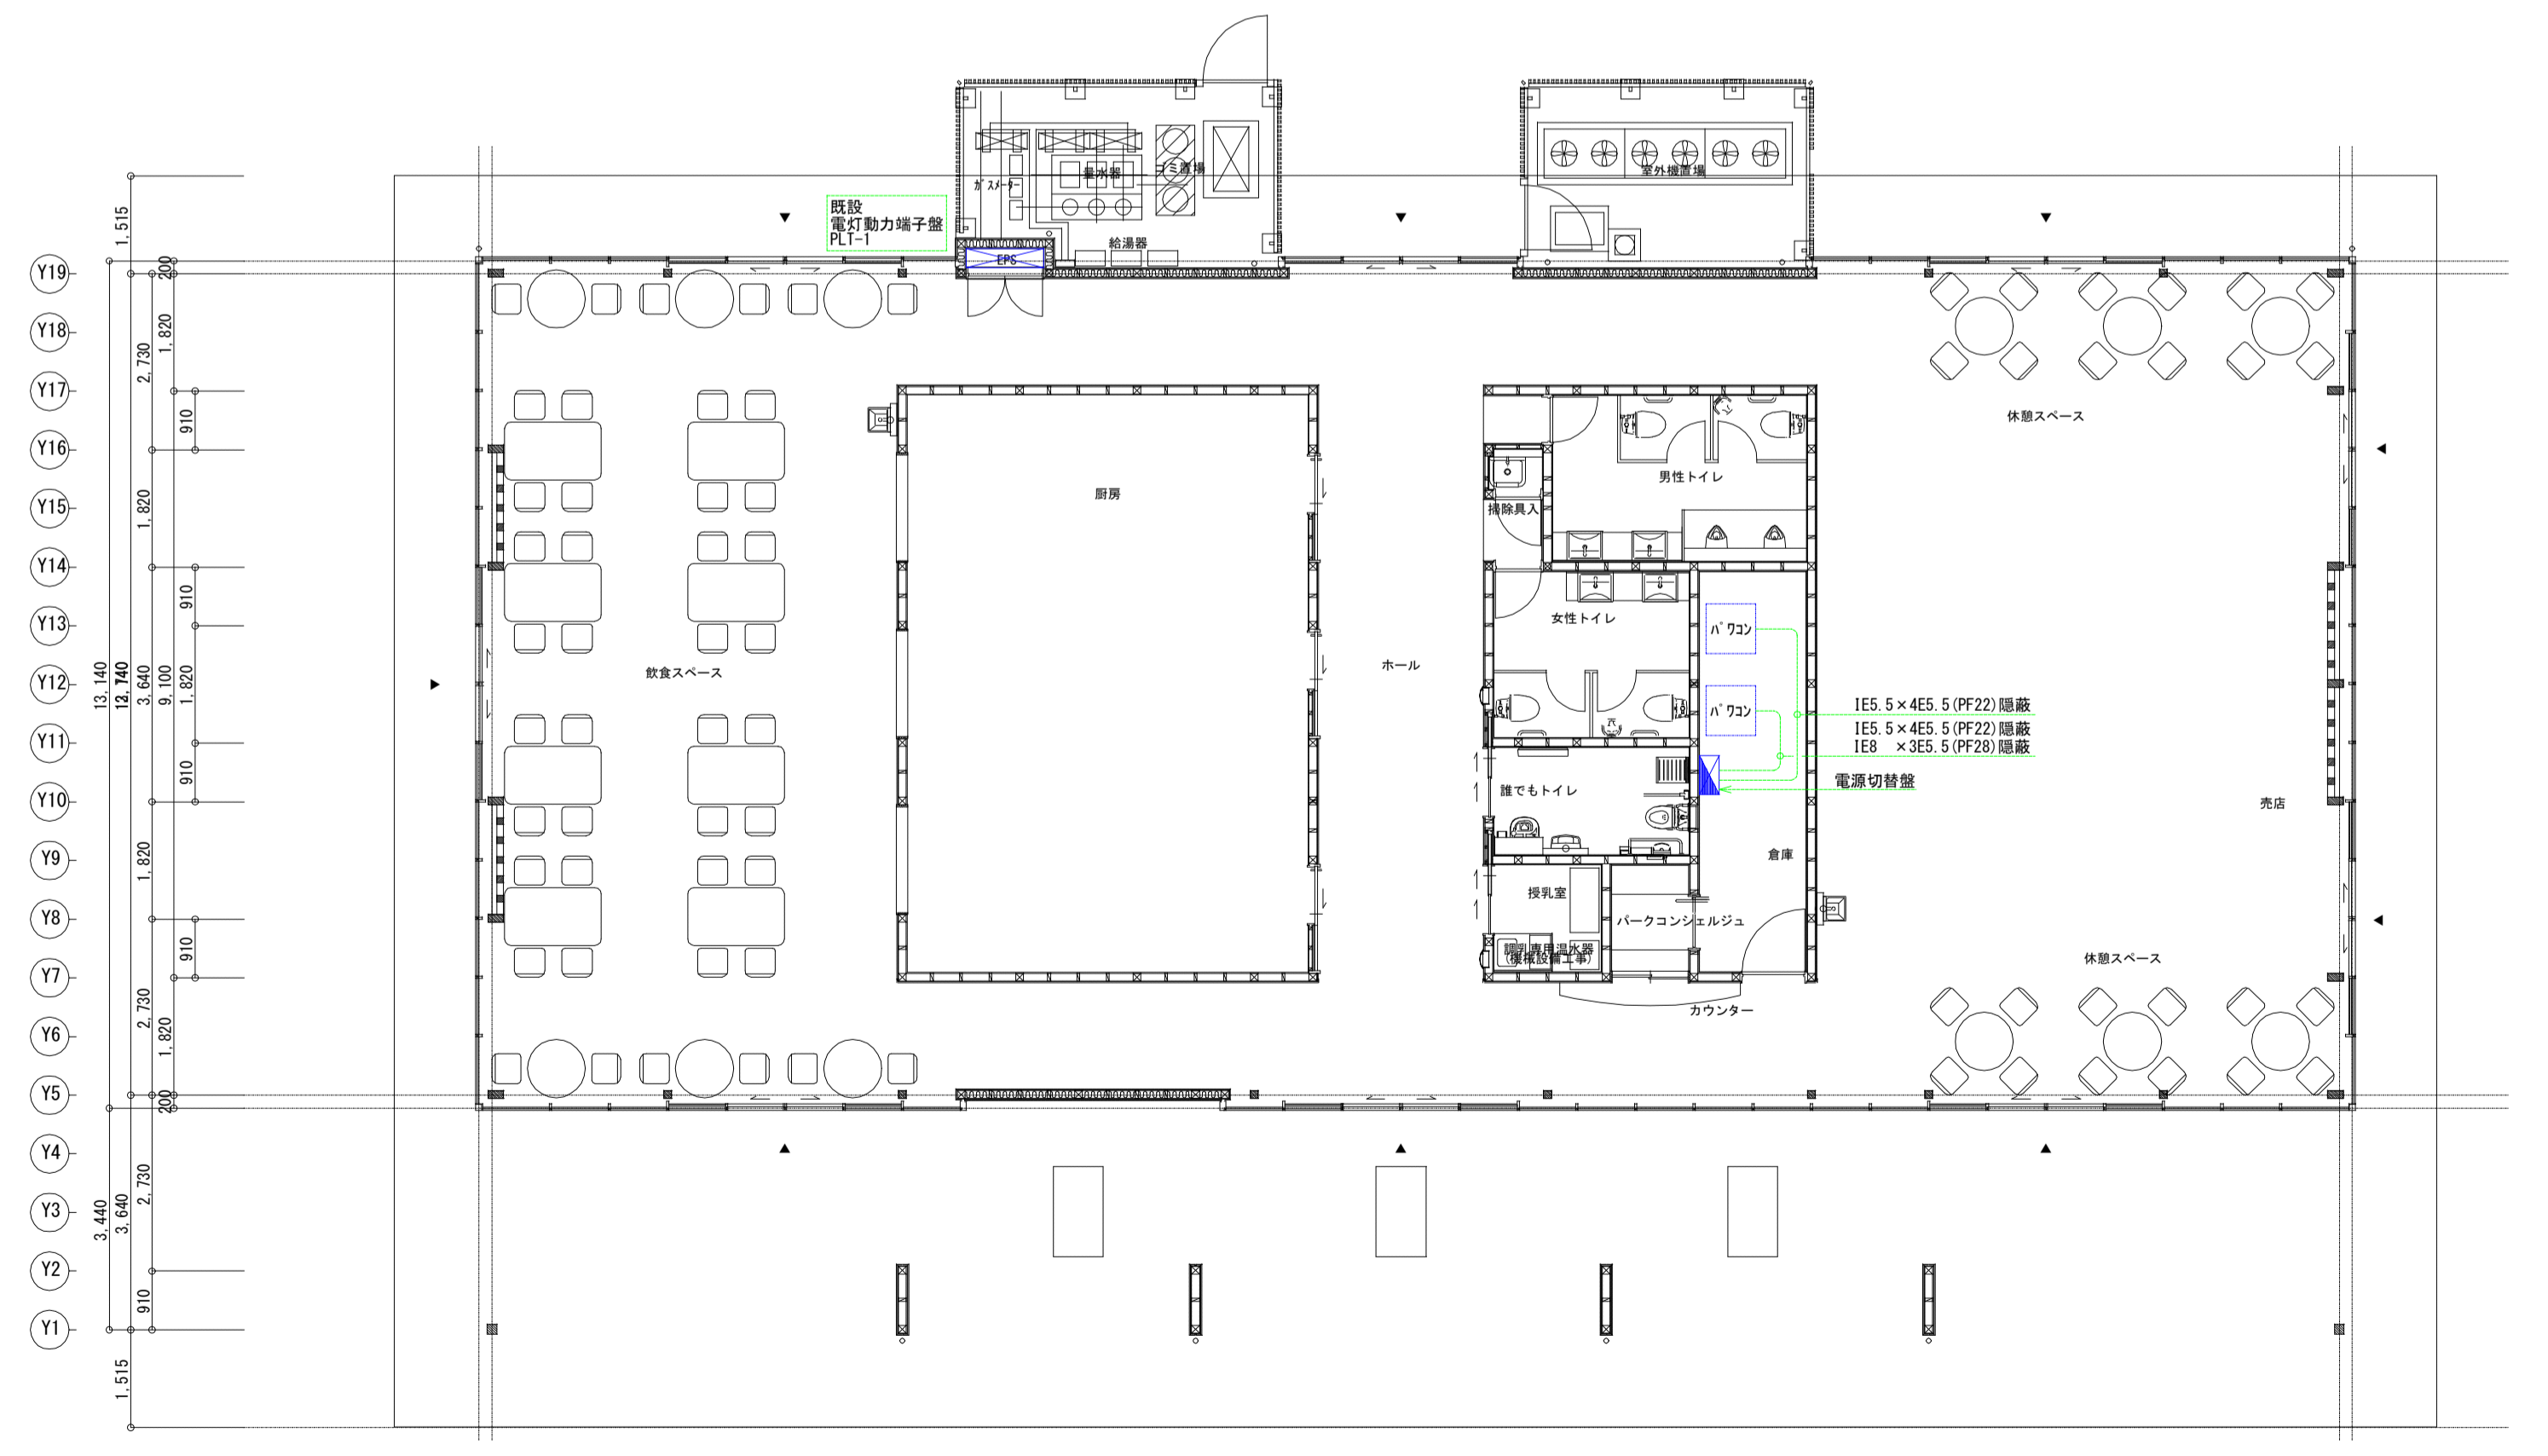 既設
電灯動力端子盤
PLT-1
ガスメーター
量水器
ゴミ置場
給湯器
EPS
室外機置場
休憩スペース
厨房
男性トイレ
掃除具入
女性トイレ
パワコン
飲食スペース
ホール
パワコン
IE5.5×4E5.5(PF22)隠蔽
IE5.5×4E5.5(PF22)隠蔽
IE8 ×3E5.5(PF28)隠蔽
電源切替盤
誰でもトイレ
売店
倉庫
授乳室
パークコンシェルジュ
調乳専用温水器
(機械設備工事)
休憩スペース
カウンター
Y19
Y18
Y17
Y16
Y15
Y14
Y13
Y12
Y11
Y10
Y9
Y8
Y7
Y6
Y5
Y4
Y3
Y2
Y1
13,140
3,440
1,515
3,640
1,515
200
2,730
1,820
3,640
1,820
2,730
2,730
910
200
1,820
9,100
1,820
200
910
910
1,820
910
910